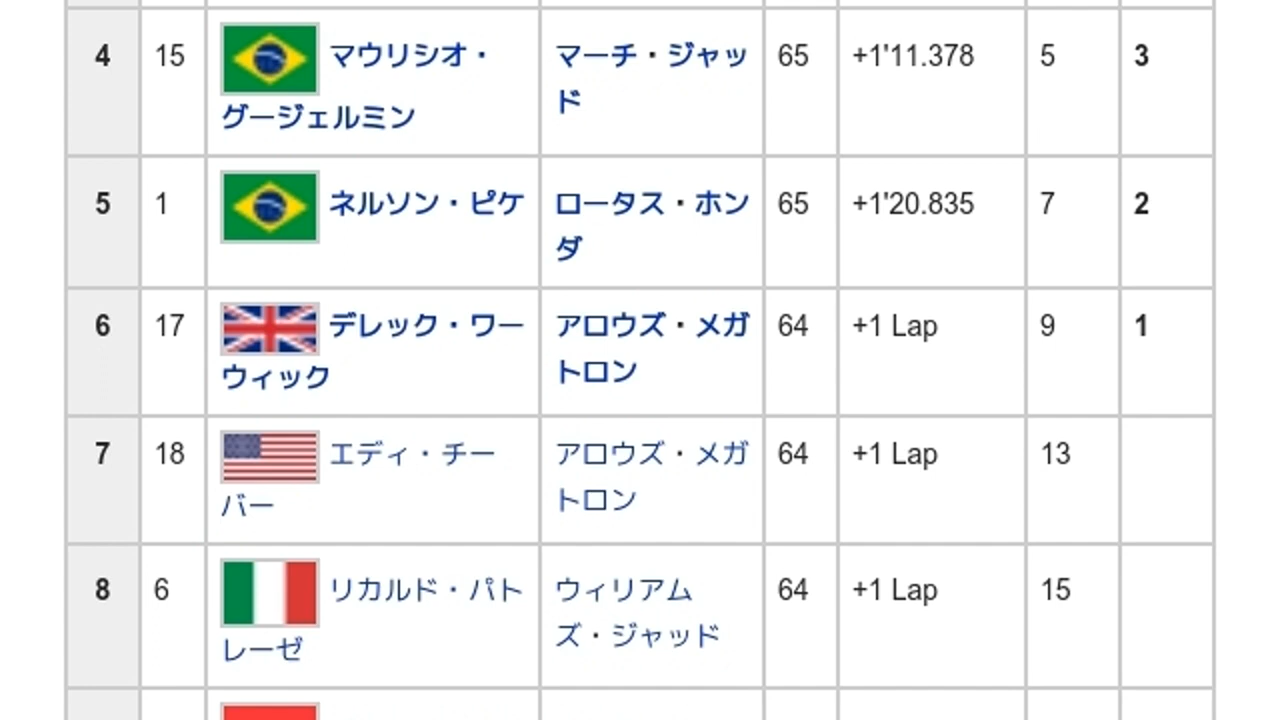 4 15 マウリシオ・ マーチ・ジャッ 65 +1'11.378 5 3
グージェルミン ド
5 1 ネルソン・ピケ ロータス・ホン 65 +1'20.835 7 2
ダ
6 17 デレック・ワー アロウズ・メガ 64 +1 Lap 9 1
ウィック トロン
7 18 エディ・チー アロウズ・メガ 64 +1 Lap 13
バー トロン
8 6 リカルド・パト ウィリアム 64 +1 Lap 15
レーゼ ズ・ジャッド